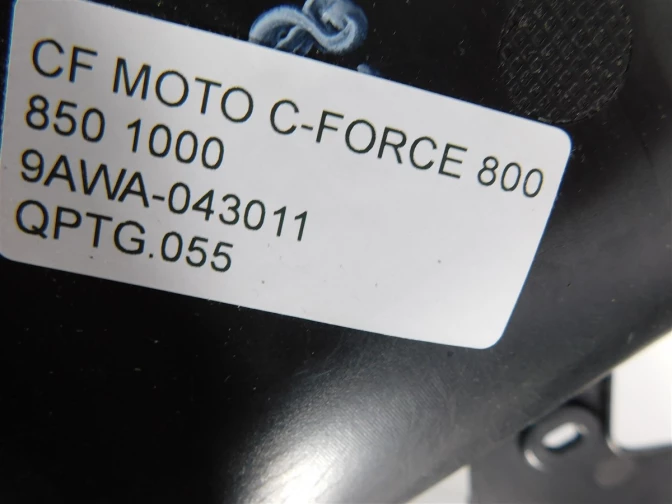 CF MOTO C-FORCE 800
850 1000
9AWA-043011
QPTG.055